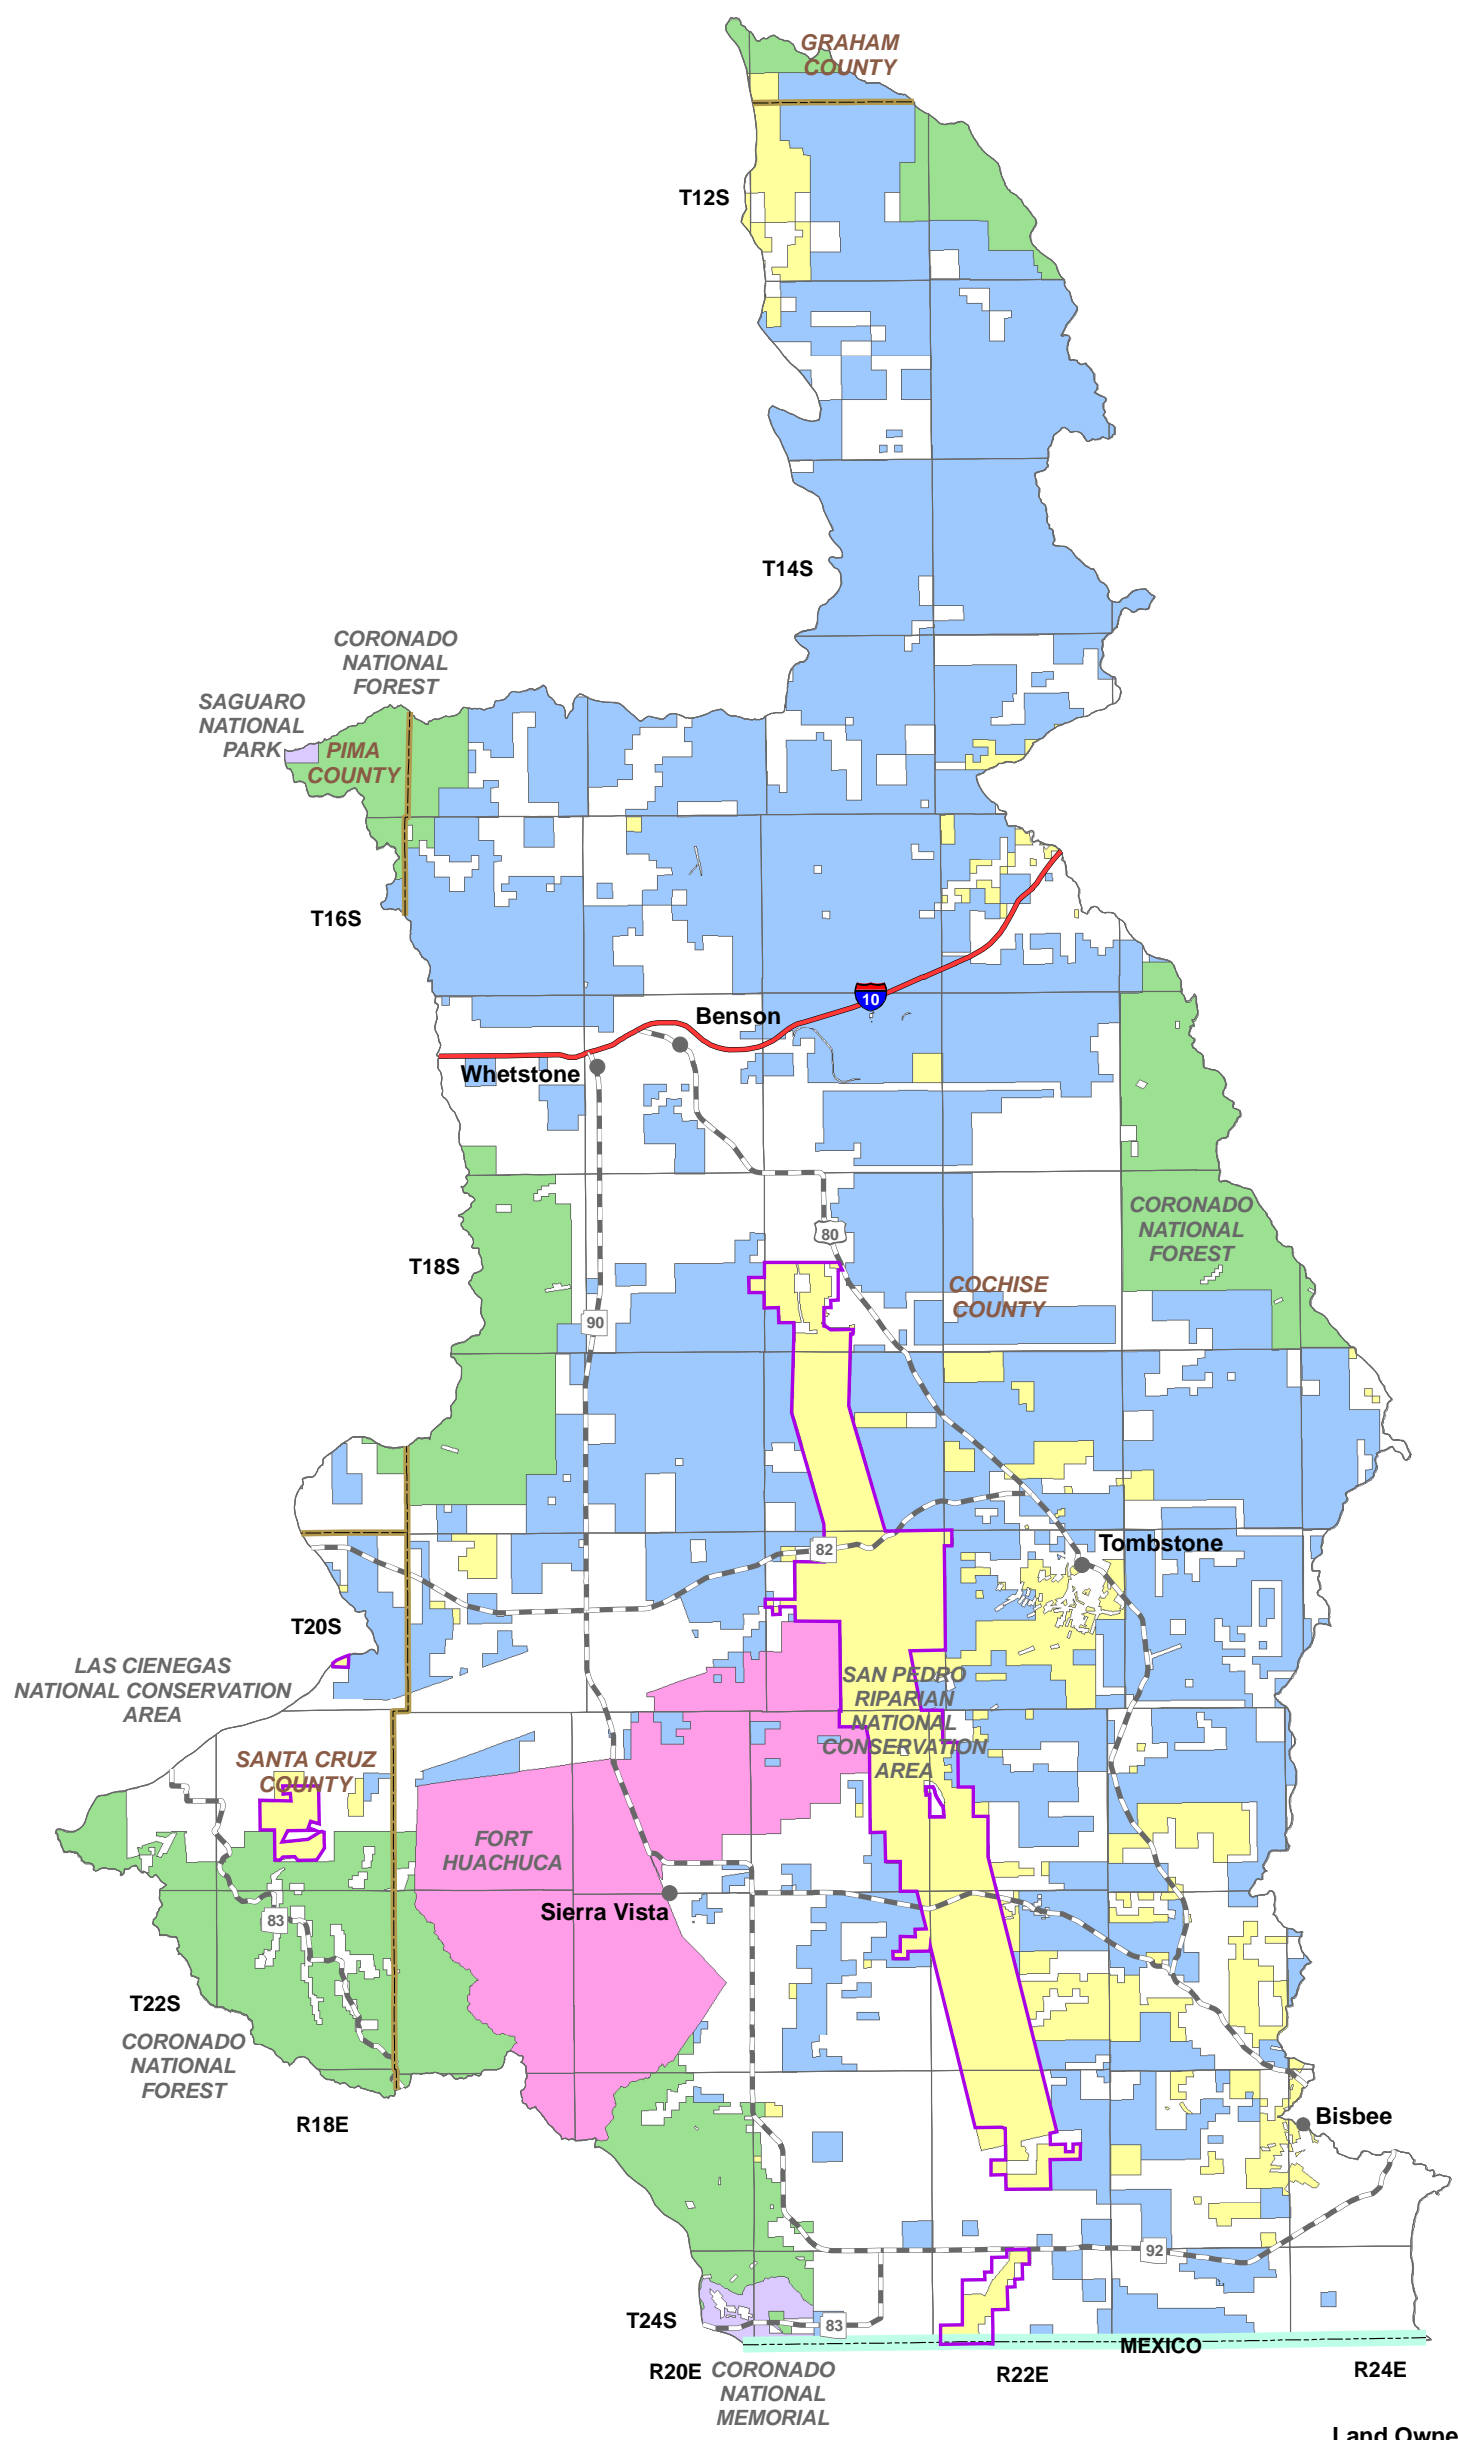 GRAHAM
COUNTY
T12S
T14S
CORONADO
NATIONAL
FOREST
SAGUARO
NATIONAL
PARK
PIMA
COUNTY
T16S
10
Benson
Whetstone
CORONADO
NATIONAL
FOREST
80
T18S
COCHISE
COUNTY
90
Tombstone
82
T20S
LAS CIENEGAS
NATIONAL CONSERVATION
AREA
SAN PEDRO
RIPARIAN
NATIONAL
CONSERVATION
AREA
SANTA CRUZ
COUNTY
FORT
HUACHUCA
Sierra Vista
83
T22S
CORONADO
NATIONAL
FOREST
R18E
Bisbee
92
T24S
83
MEXICO
R20E
CORONADO
NATIONAL
MEMORIAL
R22E
R24E
Land Owne